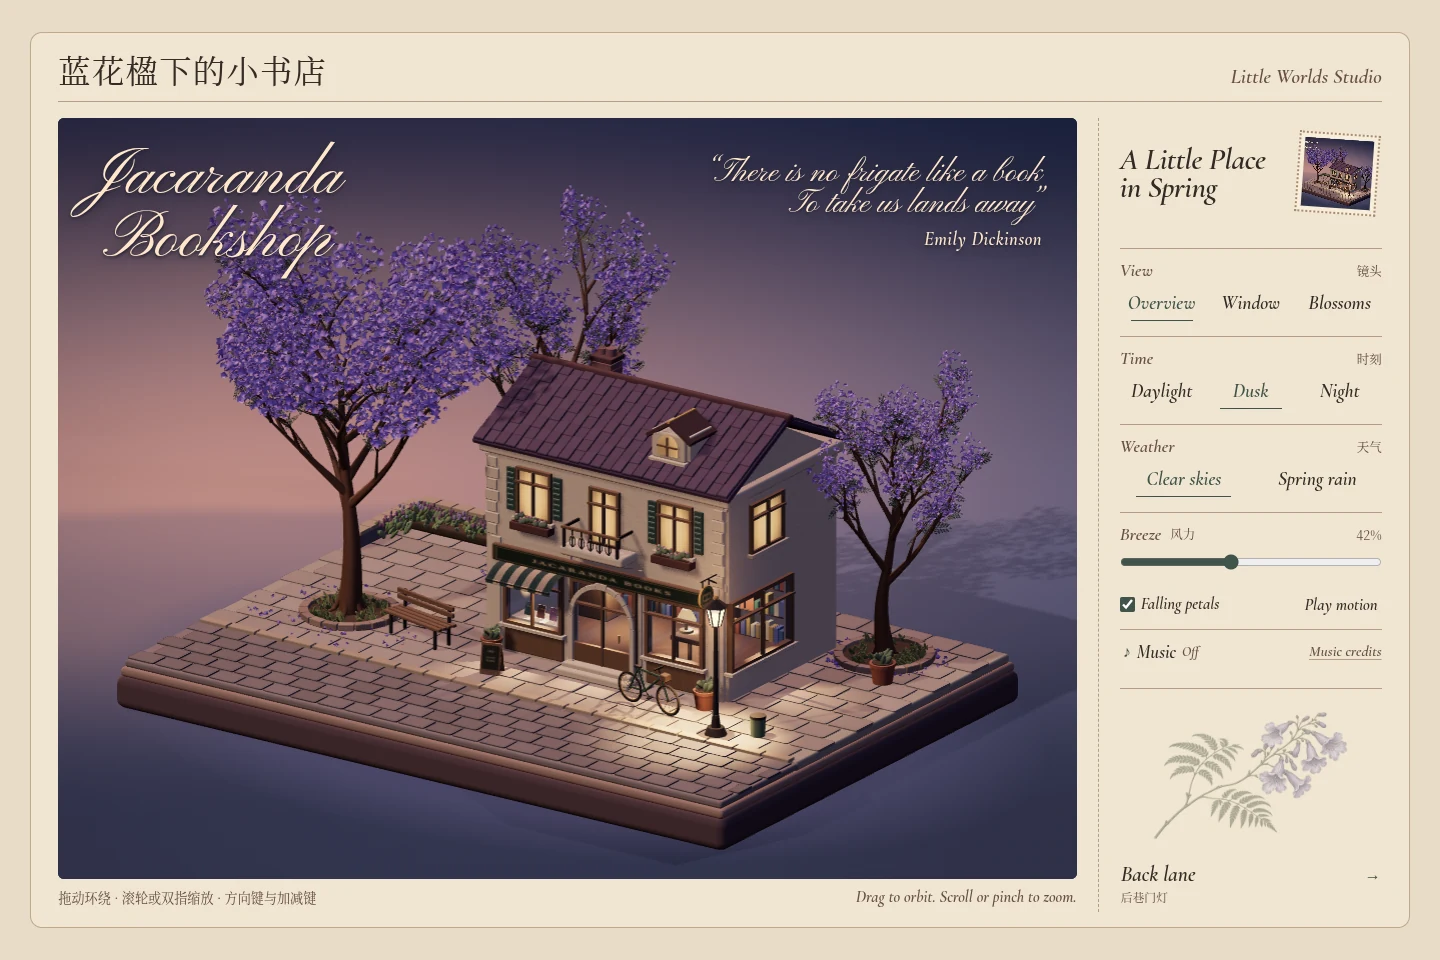 蓝花楹下的小书店
Little Worlds Studio
Jacaranda
Bookshop
“There is no frigate like a book
To take us lands away”
Emily Dickinson
JACARANDA BOOKS
拖动环绕 · 滚轮或双指缩放 · 方向键与加减键
Drag to orbit. Scroll or pinch to zoom.
A Little Place
in Spring
View 镜头
Overview Window Blossoms
Time 时刻
Daylight Dusk Night
Weather 天气
Clear skies Spring rain
Breeze 风力 42%
Falling petals Play motion
♪ Music Off Music credits
Back lane →
后巷门灯